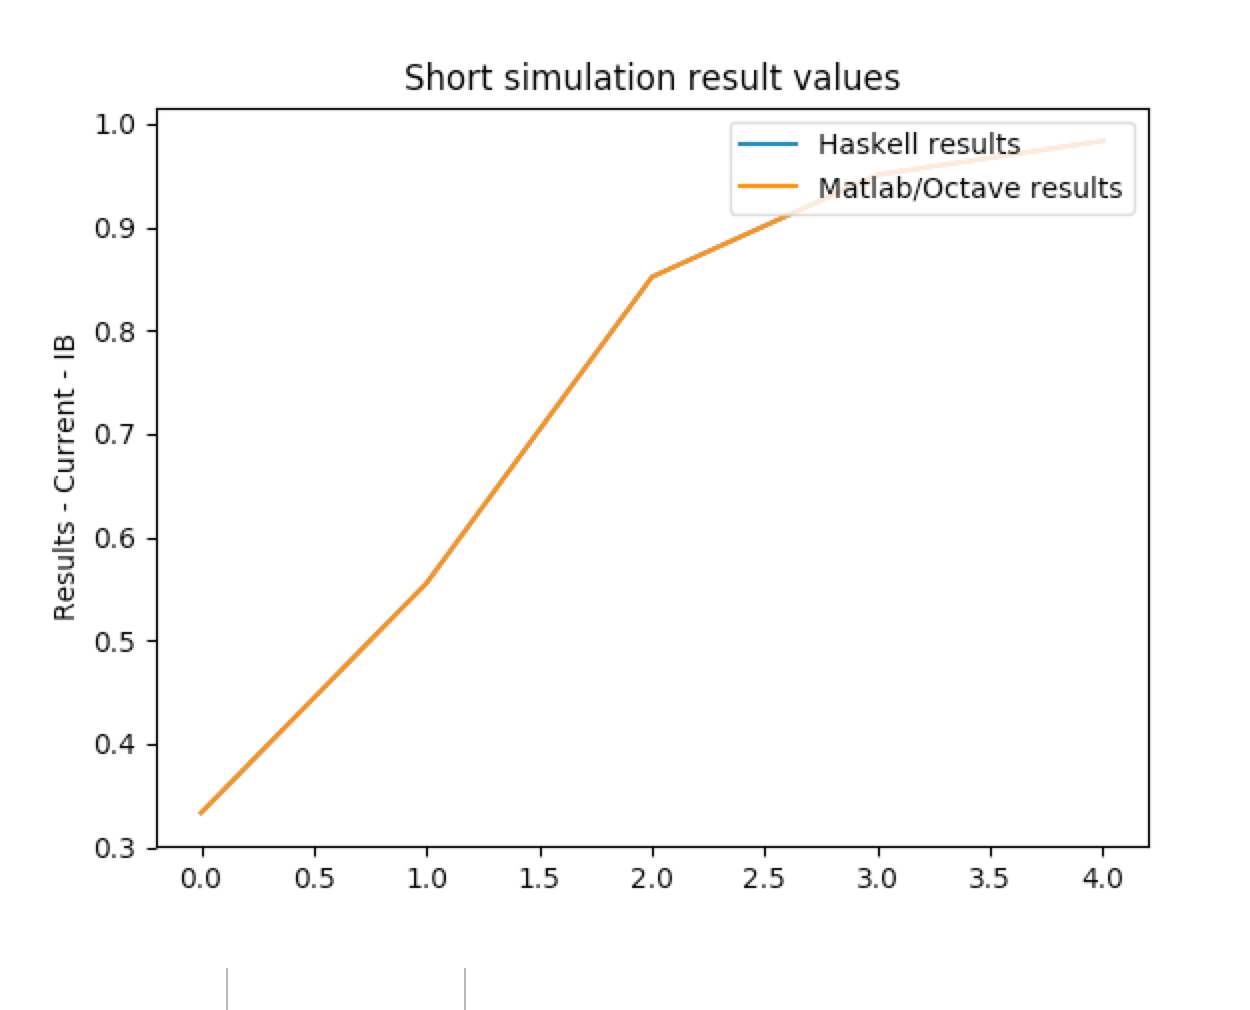 Short simulation result values
Haskell results
Matlab/Octave results
Results - Current - IB
1.0
0.9
0.8
0.7
0.6
0.5
0.4
0.3
0.0 0.5 1.0 1.5 2.0 2.5 3.0 3.5 4.0